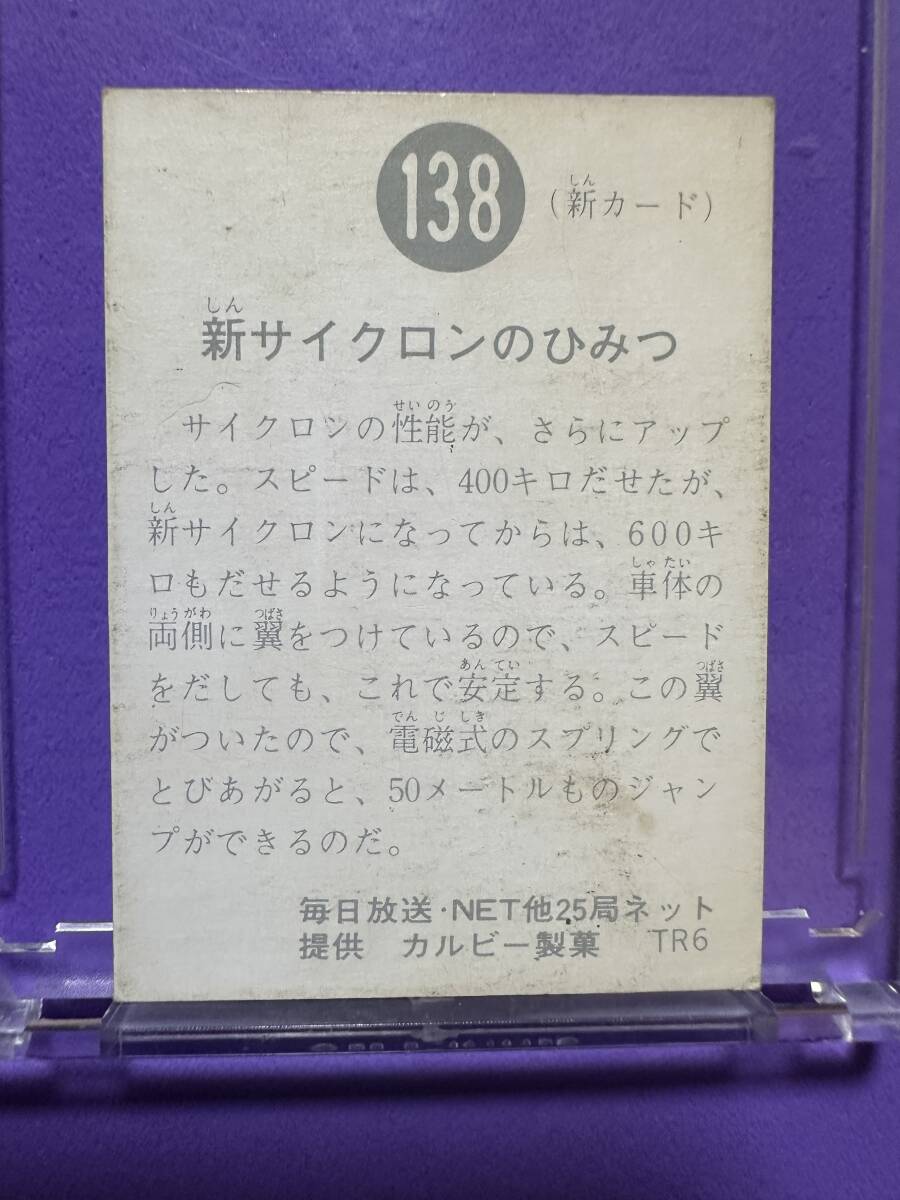 138
(新カード)
新サイクロンのひみつ
サイクロンの性能が、さらにアップ
した。スピードは、400キロだせたが、
新サイクロンになってからは、600キ
ロもだせるようになっている。車体の
両側に翼をつけているので、スピード
をだしても、これで安定する。この翼
がついたので、電磁式のスプリングで
とびあがると、50メートルものジャン
プができるのだ。
毎日放送・NET他25局ネット
提供 カルビー製菓 TR6